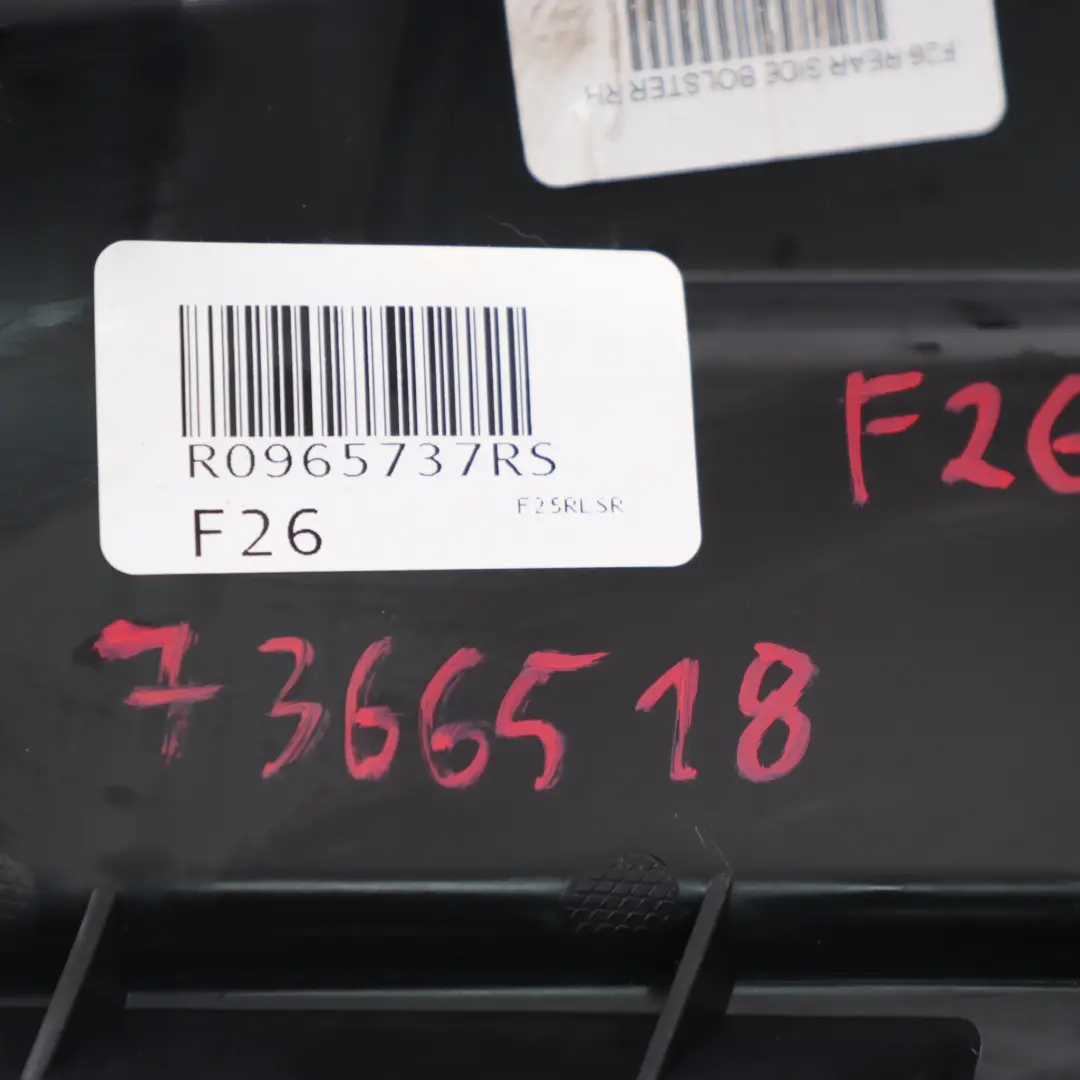 F26 REAR SIDE BOLSTER RH
R0965737RS
F26
F25RLSR
F26
7366518